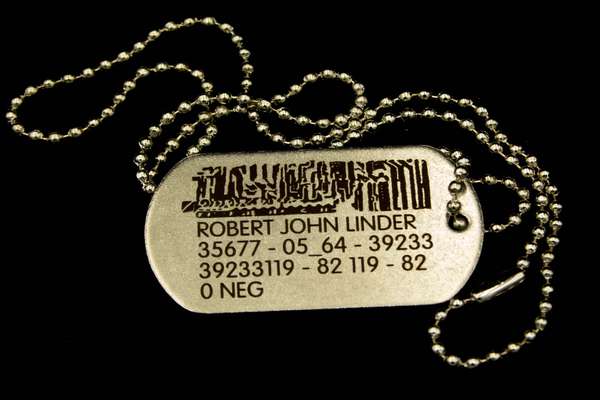 ROBERT JOHN LINDER
35677 - 05_64 - 39233
39233119 - 82 119 - 82
0 NEG